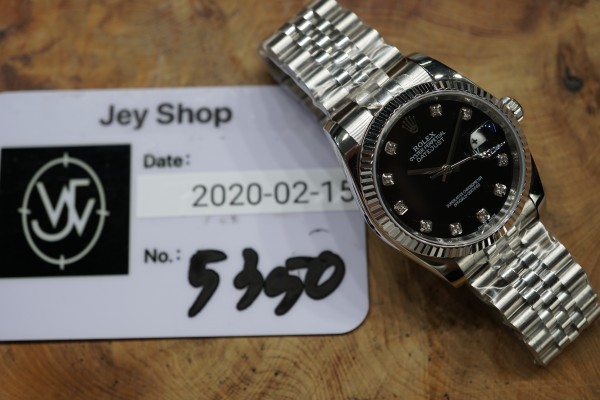 Jey Shop
Date:
2020-02-15
No.: 5350
ROLEX
OYSTER PERPETUAL
DATEJUST